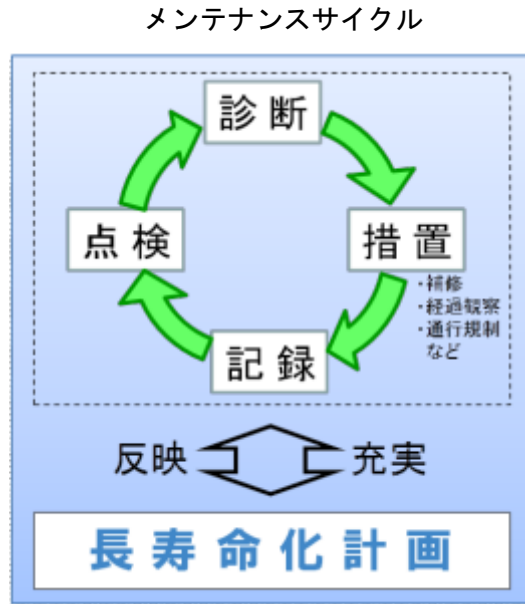 メンテナンスサイクル
診断
点検
措置
・補修
・経過観察
・通行規制
など
記録
反映
充実
長寿命化計画